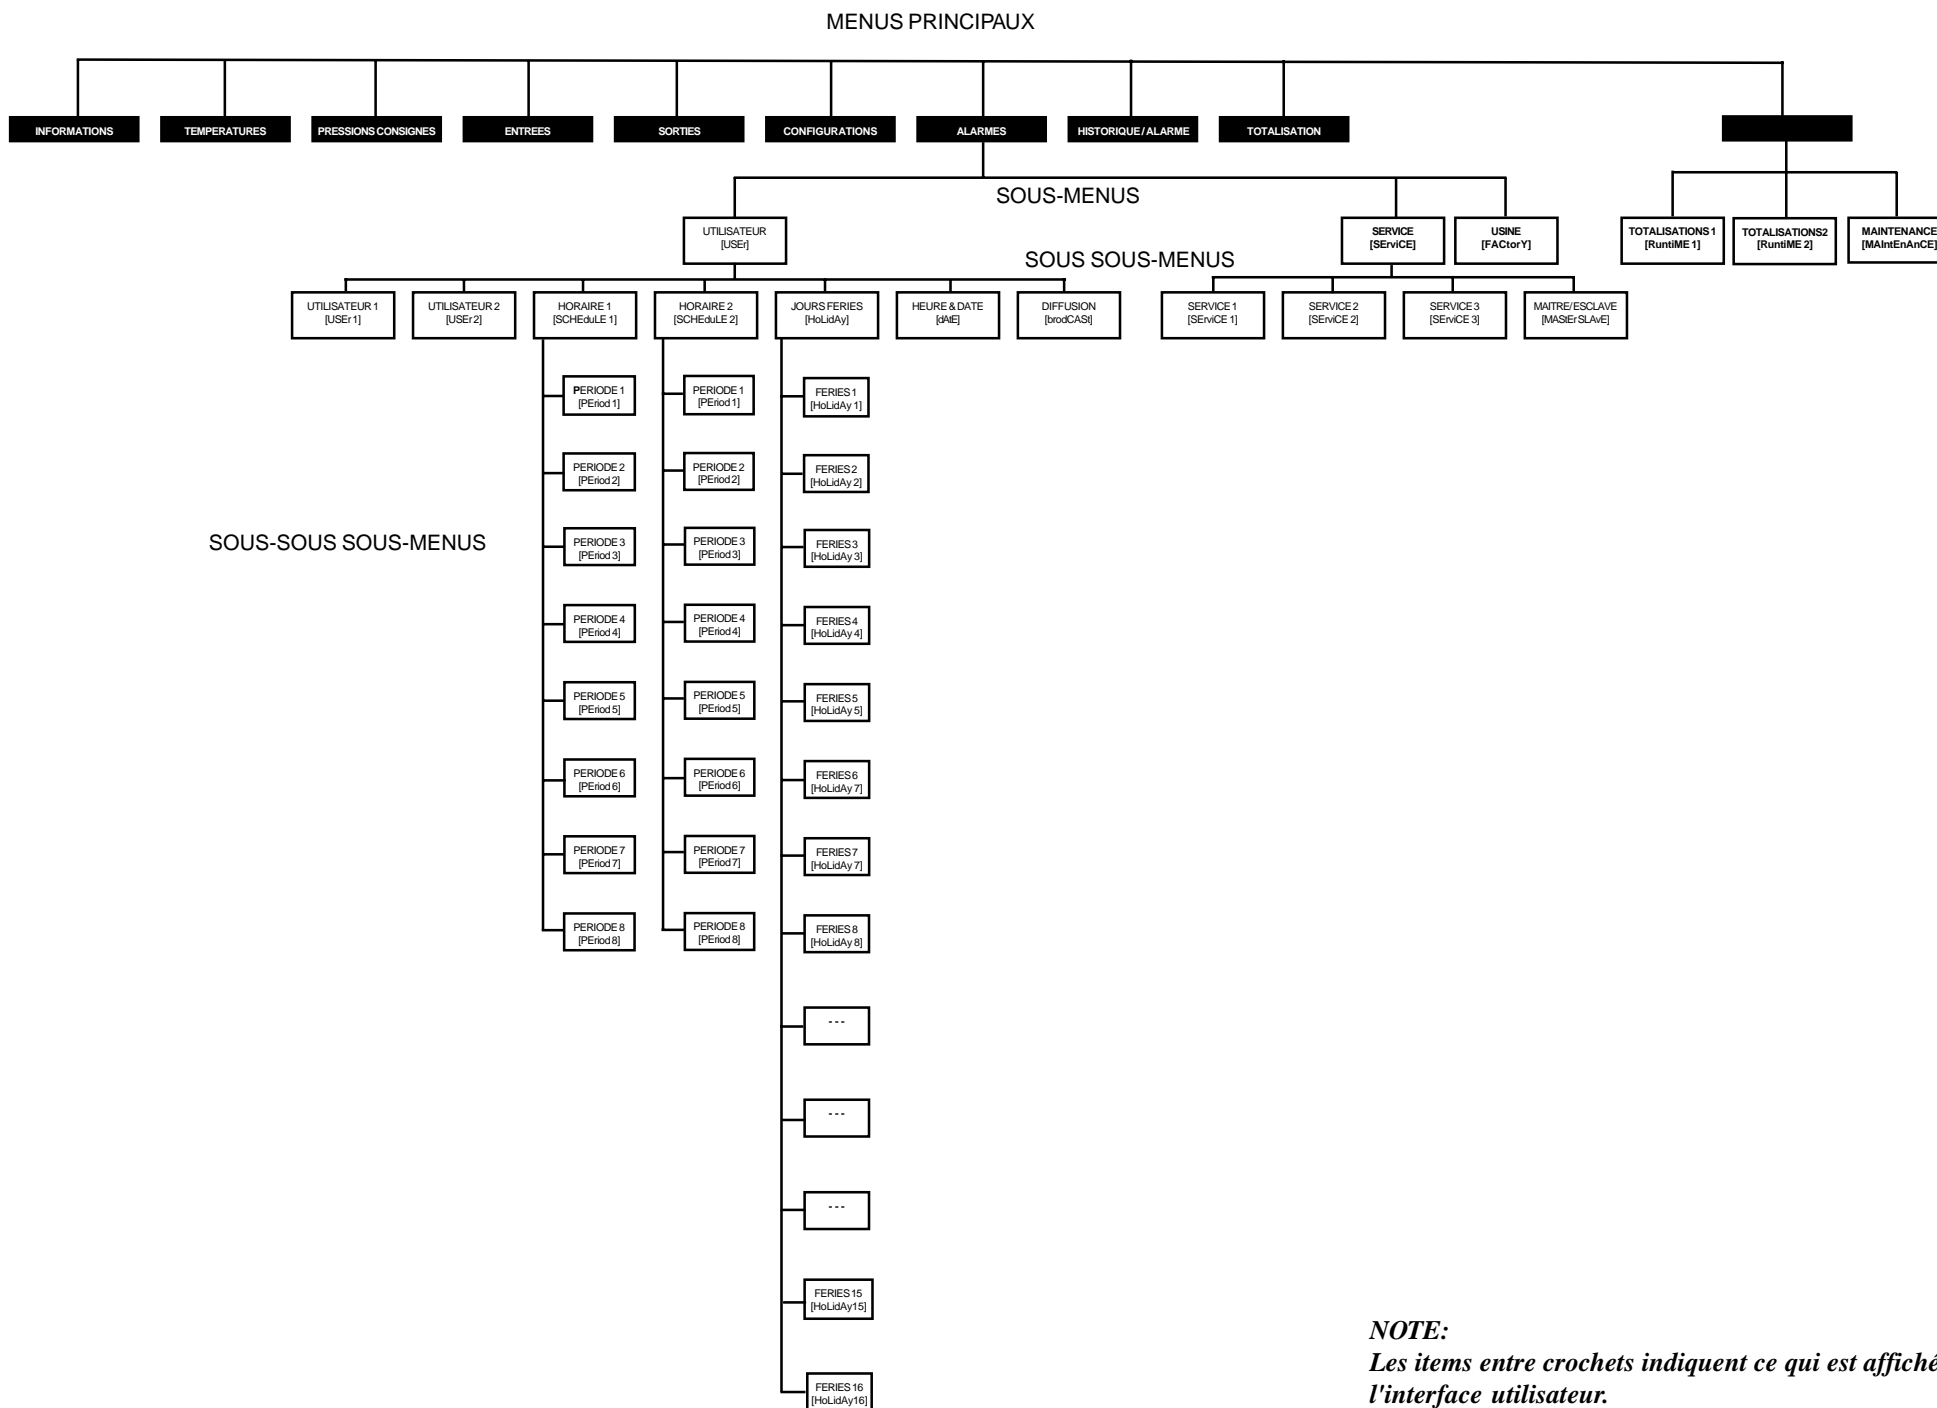 MENUS PRINCIPAUX
INFORMATIONS
TEMPERATURES
PRESSIONS CONSIGNES
ENTREES
SORTIES
CONFIGURATIONS
ALARMES
HISTORIQUE / ALARME
TOTALISATION
SOUS-MENUS
UTILISATEUR
[USEr]
SERVICE
[SErviCE]
USINE
[FACtorY]
TOTALISATIONS 1
[RuntiME 1]
TOTALISATIONS2
[RuntiME 2]
MAINTENANCE
[MAIntEnAnCE]
SOUS SOUS-MENUS
UTILISATEUR 1
[USEr 1]
UTILISATEUR 2
[USEr 2]
HORAIRE 1
[SCHEduLE 1]
HORAIRE 2
[SCHEduLE 2]
JOURS FERIES
[HoLidAy]
HEURE & DATE
[dAtE]
DIFFUSION
[brodCASt]
SERVICE 1
[SErviCE 1]
SERVICE 2
[SErviCE 2]
SERVICE 3
[SErviCE 3]
MAITRE/ESCLAVE
[MAStEr SLAvE]
PERIODE 1
[PEriod 1]
PERIODE 1
[PEriod 1]
FERIES 1
[HoLidAy 1]
PERIODE 2
[PEriod 2]
PERIODE 2
[PEriod 2]
FERIES 2
[HoLidAy 2]
SOUS-SOUS SOUS-MENUS
PERIODE 3
[PEriod 3]
PERIODE 3
[PEriod 3]
FERIES 3
[HoLidAy 3]
PERIODE 4
[PEriod 4]
PERIODE 4
[PEriod 4]
FERIES 4
[HoLidAy 4]
PERIODE 5
[PEriod 5]
PERIODE 5
[PEriod 5]
FERIES 5
[HoLidAy 5]
PERIODE 6
[PEriod 6]
PERIODE 6
[PEriod 6]
FERIES 6
[HoLidAy 7]
PERIODE 7
[PEriod 7]
PERIODE 7
[PEriod 7]
FERIES 7
[HoLidAy 7]
PERIODE 8
[PEriod 8]
PERIODE 8
[PEriod 8]
FERIES 8
[HoLidAy 8]
---
---
---
FERIES 15
[HoLidAy15]
FERIES 16
[HoLidAy16]
NOTE:
Les items entre crochets indiquent ce qui est affiché
l'interface utilisateur.